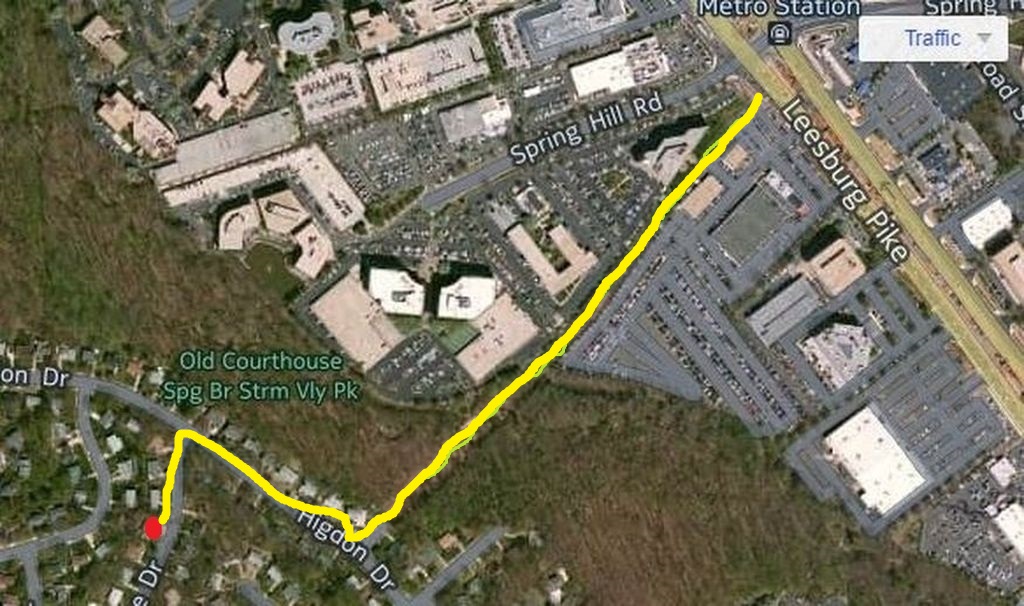 Metro Station
Spring H
Traffic
oad S
Spring Hill Rd
Leesburg Pike
Old Courthouse
Spg Br Strm Vly Pk
on Dr
Higdon Dr
e Dr